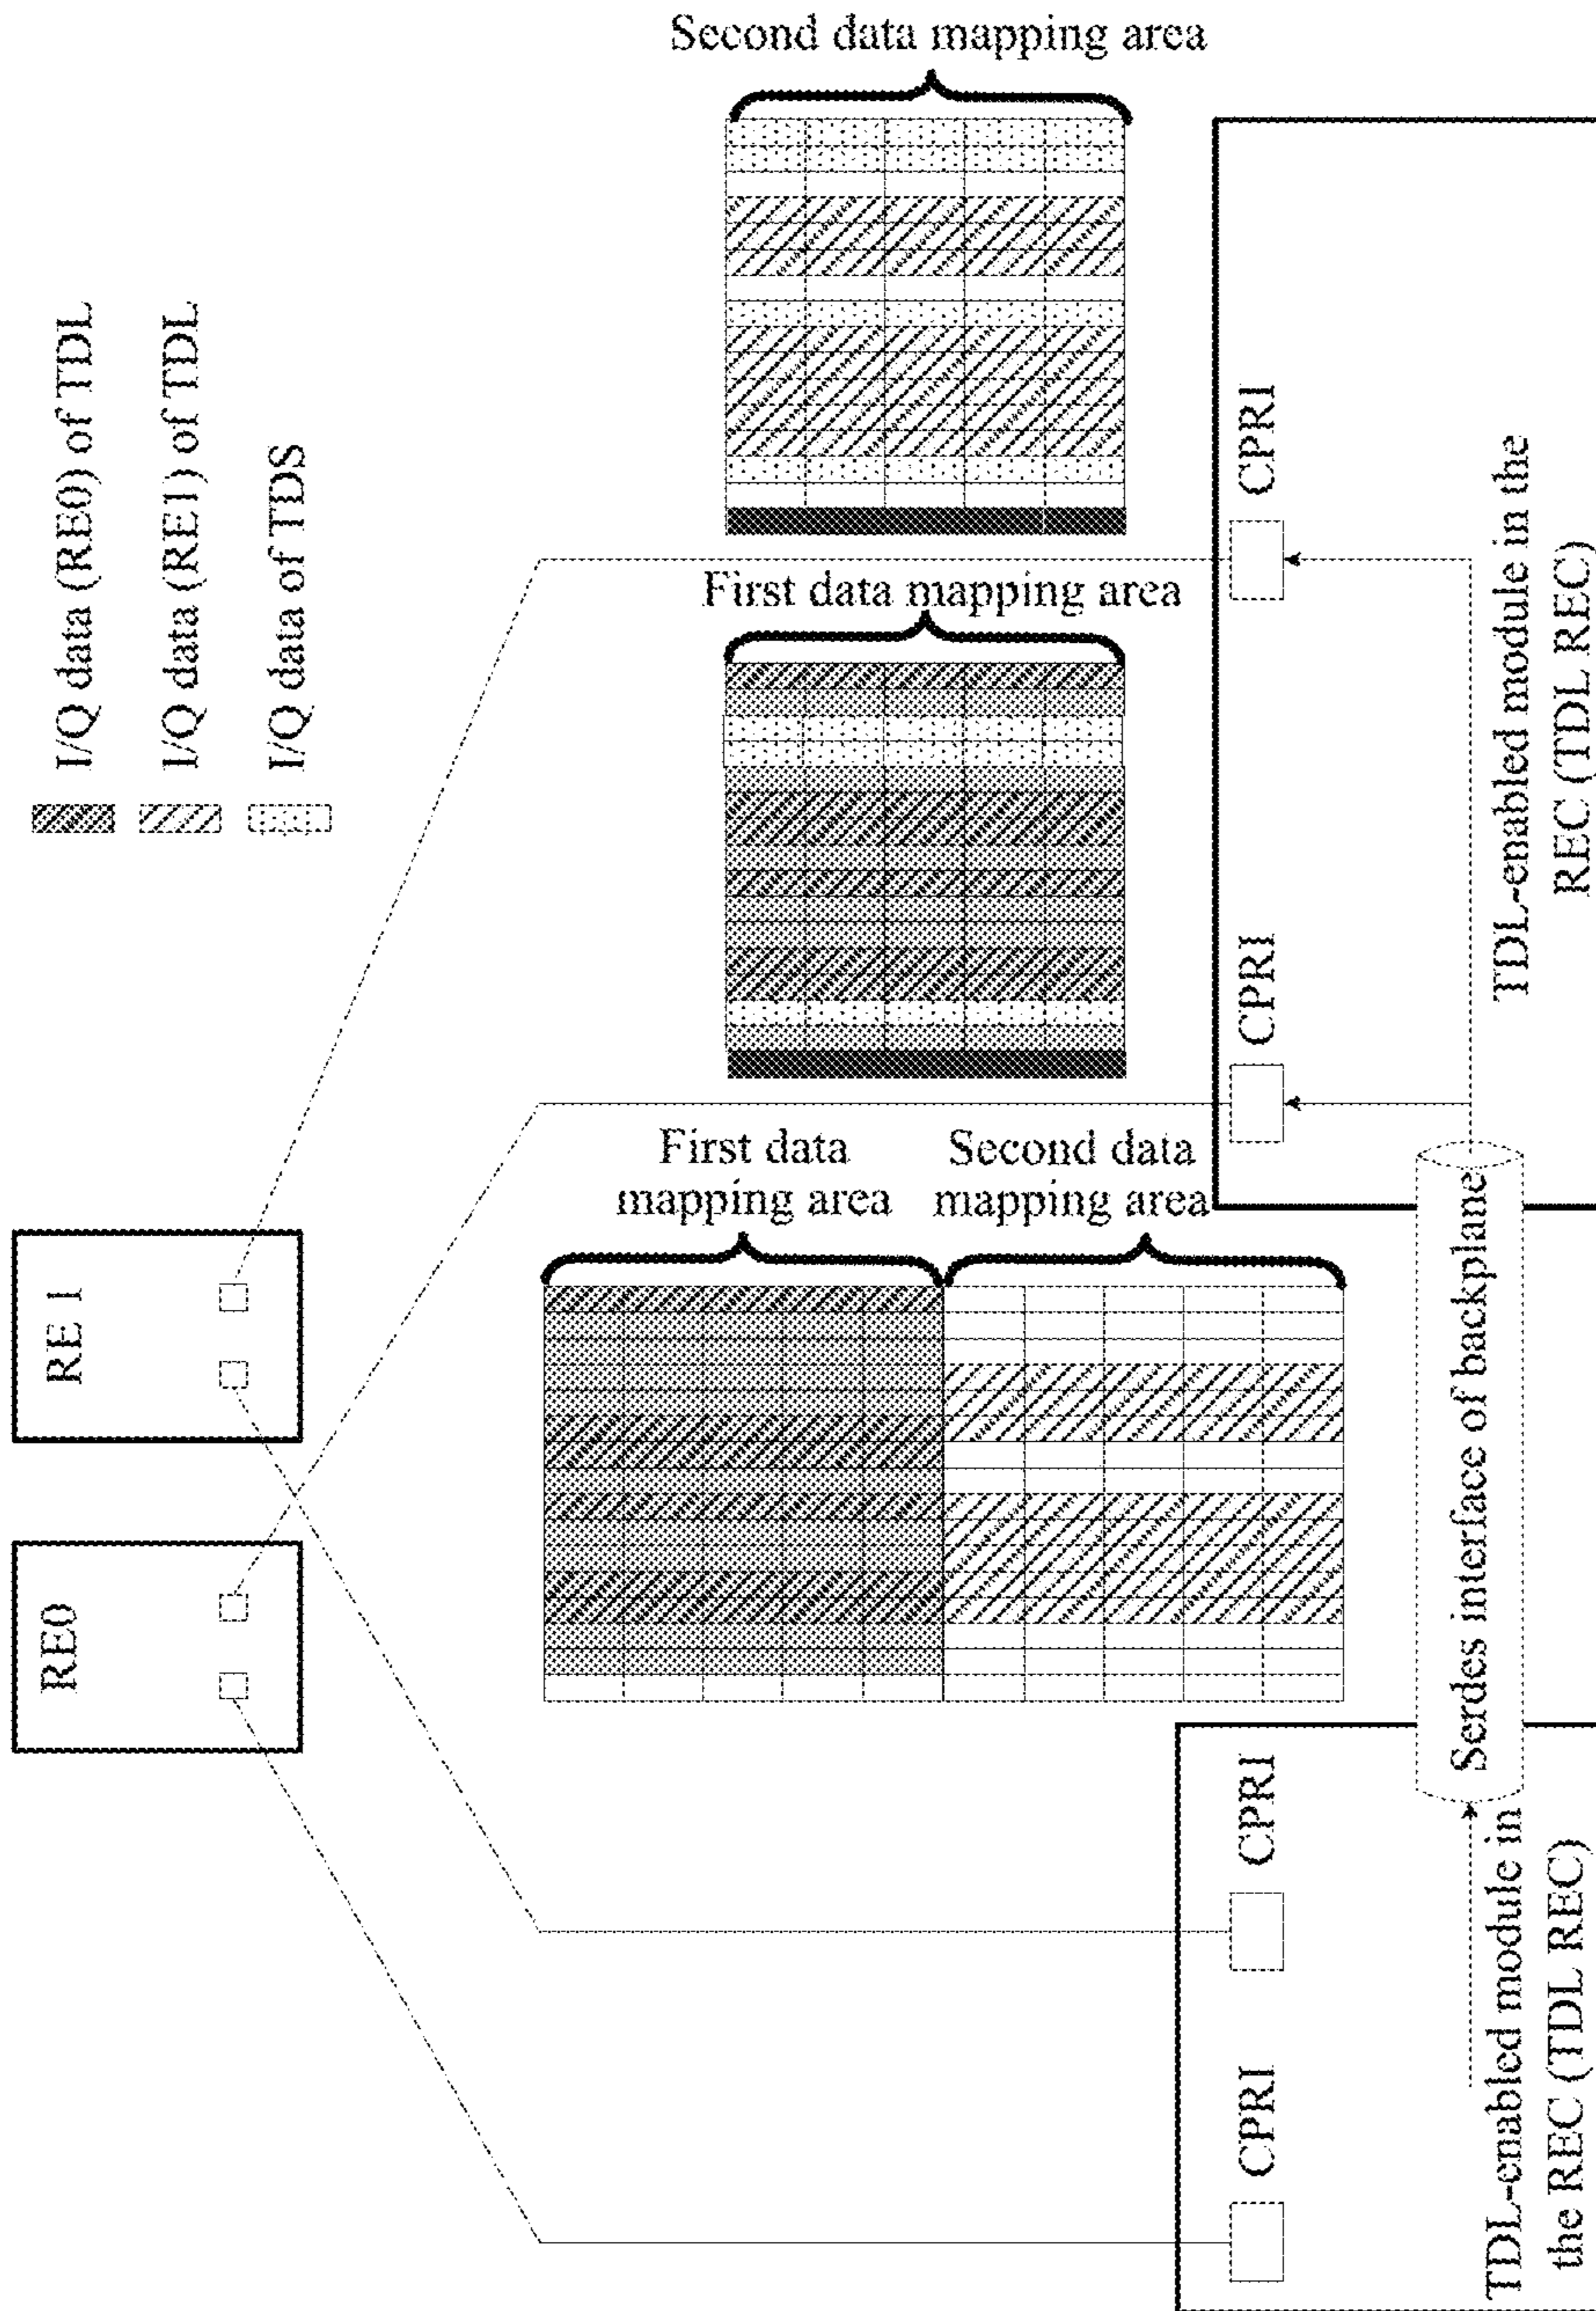 I/Q data (RE0) of TDL
I/Q data (RE1) of TDL
I/Q data of TDS
RE0
RE 1
Second data mapping area
First data mapping area
First data
mapping area
Second data
mapping area
CPRI
CPRI
CPRI
CPRI
Serdes interface of backplane
TDL-enabled module in
the REC (TDL REC)
TDL-enabled module in the
REC (TDL REC)